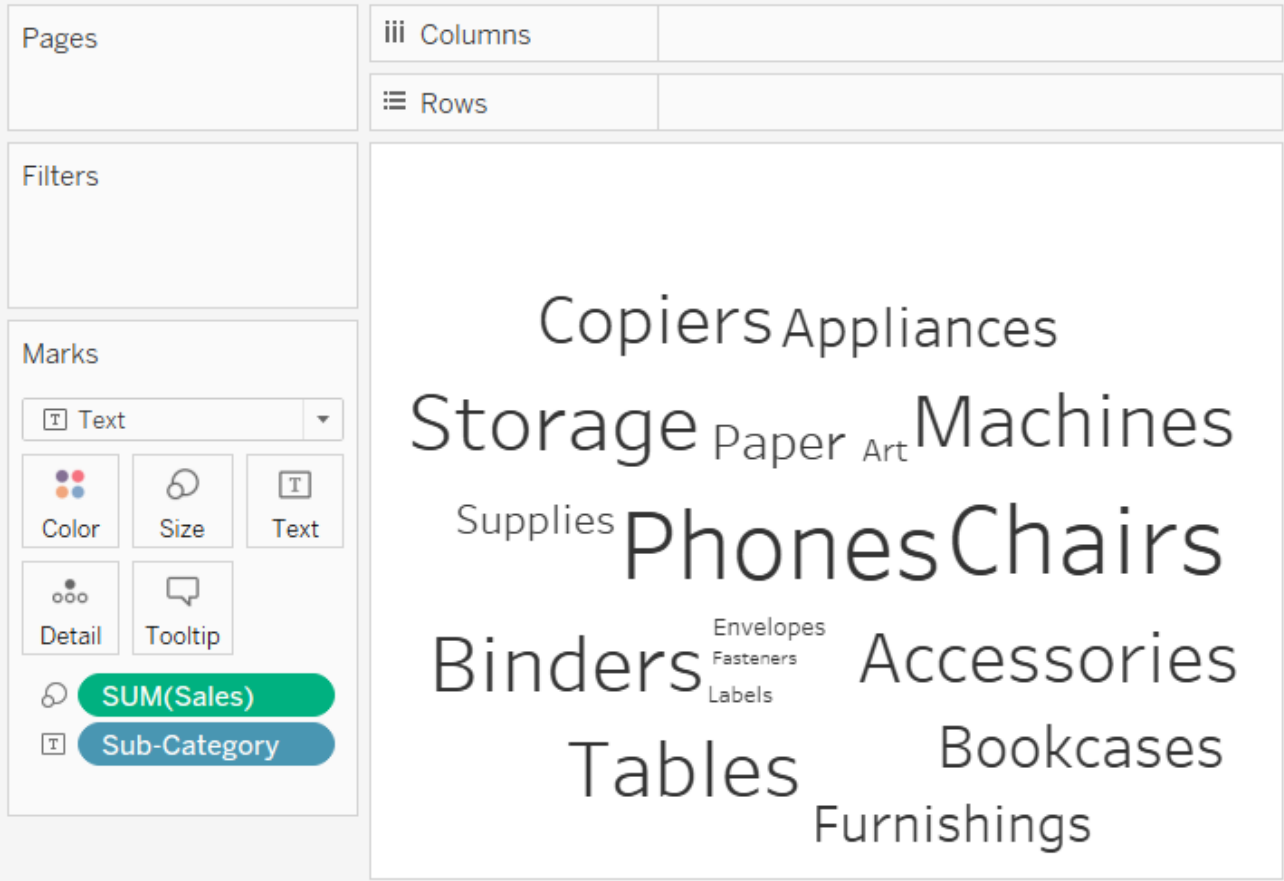 Pages
Columns
Rows
Filters
Marks
T Text
Color Size T Text
Detail Tooltip
SUM(Sales)
T Sub-Category
Copiers Appliances
Storage Paper Art Machines
Supplies Phones Chairs
Envelopes
Binders Fasteners Accessories
Labels
Tables Bookcases
Furnishings